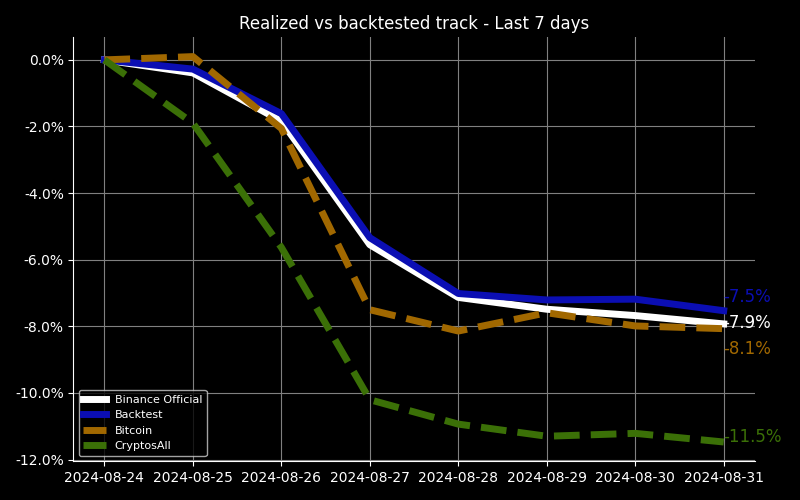 Realized vs backtested track - Last 7 days
0.0%
-2.0%
-4.0%
-6.0%
-8.0%
-10.0%
-12.0%
-7.5%
-7.9%
-8.1%
-11.5%
Binance Official
Backtest
Bitcoin
CryptosAll
2024-08-24 2024-08-25 2024-08-26 2024-08-27 2024-08-28 2024-08-29 2024-08-30 2024-08-31